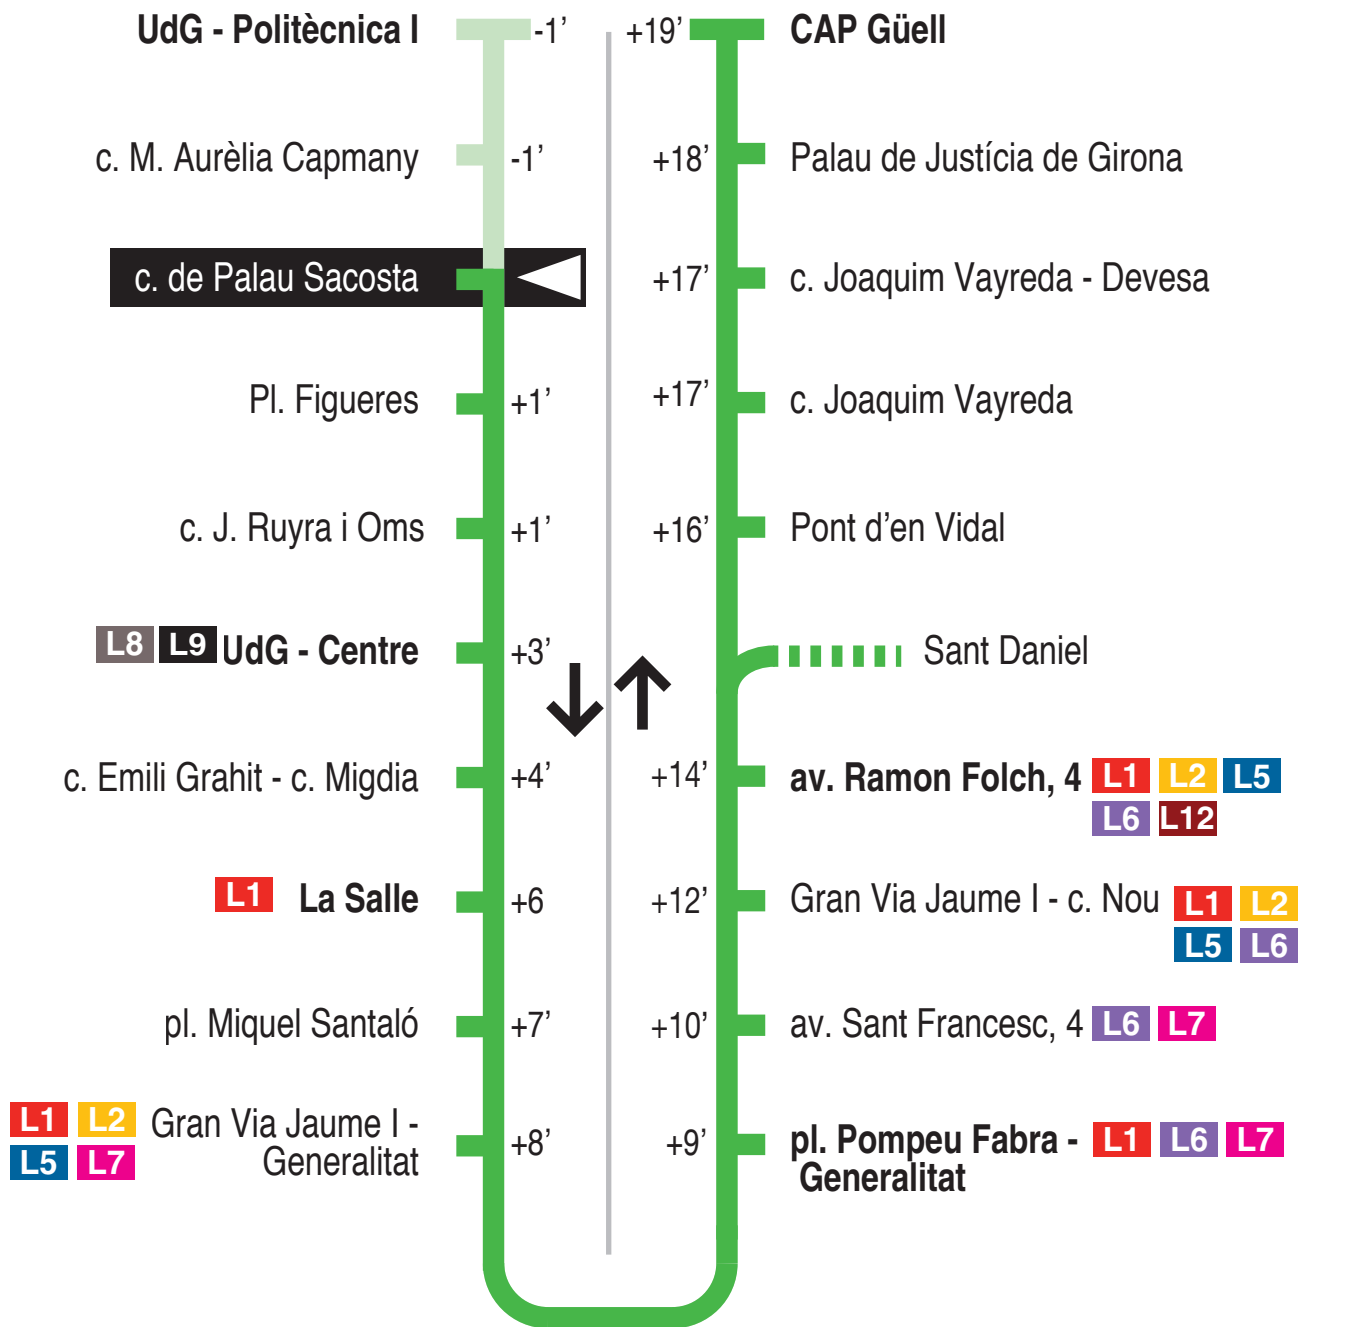 UdG - Politècnica I -1’
c. M. Aurèlia Capmany -1’
c. de Palau Sacosta
Pl. Figueres +1’
c. J. Ruyra i Oms +1’
L8 L9 UdG - Centre +3’
c. Emili Grahit - c. Migdia +4’
L1 La Salle +6
pl. Miquel Santaló +7’
L1 L2 Gran Via Jaume I -
L5 L7 Generalitat +8’
+19’ CAP Güell
+18’ Palau de Justícia de Girona
+17’ c. Joaquim Vayreda - Devesa
+17’ c. Joaquim Vayreda
+16’ Pont d’en Vidal
Sant Daniel
+14’ av. Ramon Folch, 4 L1 L2 L5
L6 L12
+12’ Gran Via Jaume I - c. Nou L1 L2
L5 L6
+10’ av. Sant Francesc, 4 L6 L7
+9’ pl. Pompeu Fabra - L1 L6 L7
Generalitat